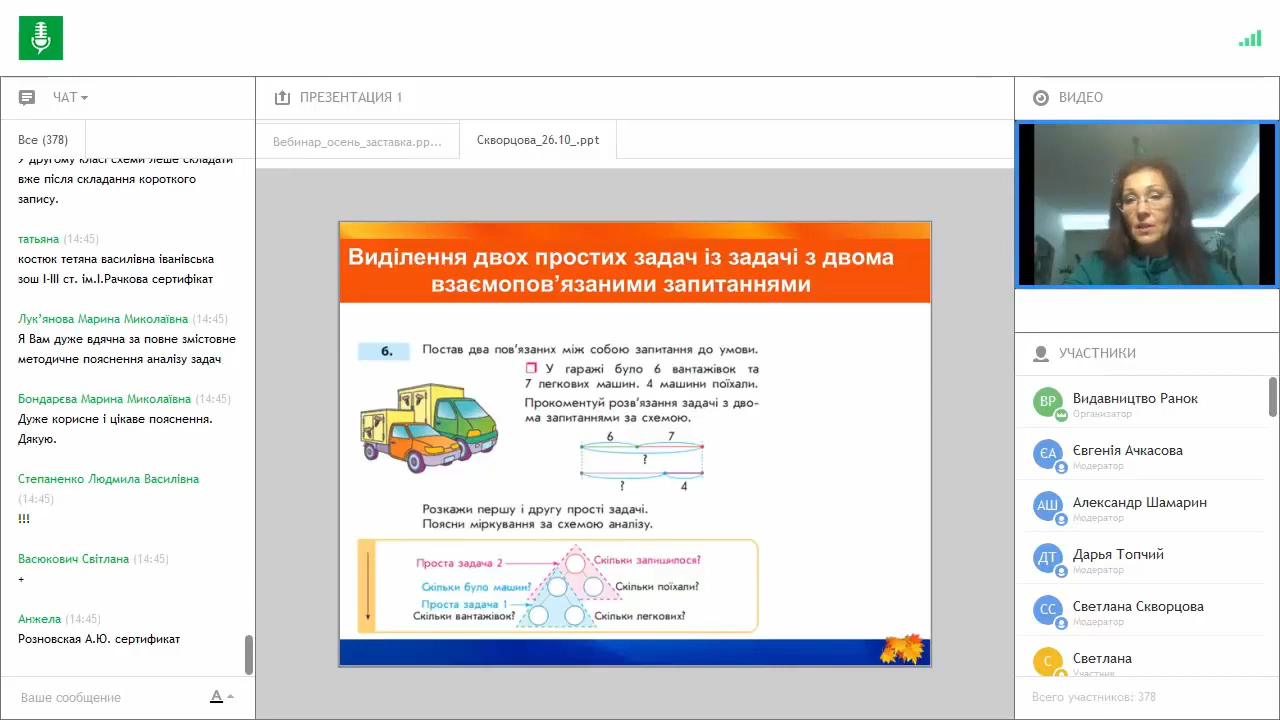 ЧАТ
Все (378)
У другому класі схеми леше складати
вже після складання короткого
запису.
татьяна (14:45)
костюк тетяна василівна іванівська
зош І-ІІІ ст. ім.І.Рачкова сертифікат
Лук’янова Марина Миколаївна (14:45)
Я Вам дуже вдячна за повне змістовне
методичне пояснення аналізу задач
Бондарєва Марина Миколаївна (14:45)
Дуже корисне і цікаве пояснення.
Дякую.
Степаненко Людмила Василівна
(14:45)
!!!
Васюкович Світлана (14:45)
+
Анжела (14:45)
Розновская А.Ю. сертификат
Ваше сообщение
A
ПРЕЗЕНТАЦИЯ 1
Вебинар_осень_заставка.pp...
Скворцова_26.10_.ppt
Виділення двох простих задач із задачі з двома
взаємопов’язаними запитаннями
6.
Постав два пов’язаних між собою запитання до умови.
У гаражі було 6 вантажівок та
7 легкових машин. 4 машини поїхали.
Прокоментуй розв’язання задачі з дво-
ма запитаннями за схемою.
6 7
?
? 4
Розкажи першу і другу прості задачі.
Поясни міркування за схемою аналізу.
Проста задача 2
Скільки запишилося?
Скільки було машин?
Скільки поїхали?
Проста задача 1
Скільки вантажівок?
Скільки легкових?
ВИДЕО
УЧАСТНИКИ
ВР
Видавництво Ранок
Организатор
ЄА
Євгенія Ачкасова
Модератор
АШ
Александр Шамарин
Модератор
ДТ
Дарья Топчий
Модератор
СС
Светлана Скворцова
Модератор
С
Светлана
Участник
Всего участников: 378